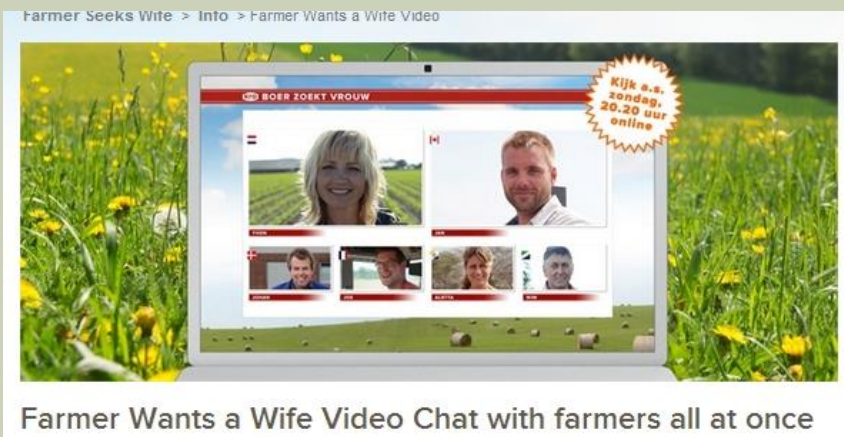 Farmer Seeks Wife > Info > Farmer Wants a Wife Video
KRO BOER ZOEKT VROUW
Kijk a.s.
zondag,
20.20 uur
online
YVON
JAN
JOHAN
JOS
ALETTA
WIM
Farmer Wants a Wife Video Chat with farmers all at once